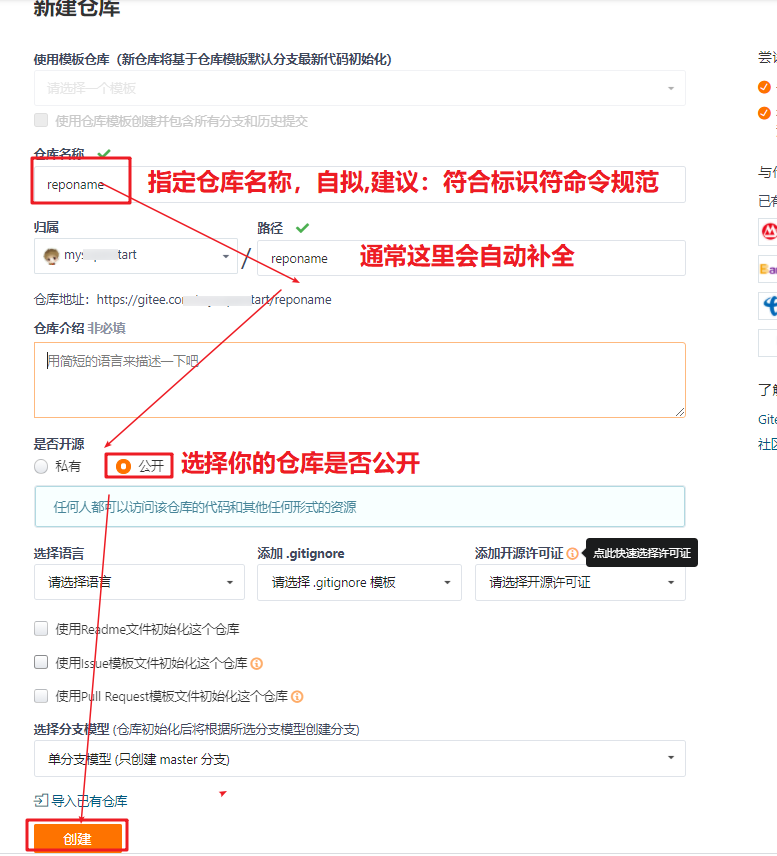 新建仓库
使用模板仓库（新仓库将基于仓库模板默认分支最新代码初始化)
请选择一个模板
使用仓库模板创建并包含所有分支和历史提交
仓库名称
reponame 指定仓库名称，自拟,建议：符合标识符命令规范
归属 路径
mys tart / reponame 通常这里会自动补全
仓库地址：https://gitee.co tart/reponame
仓库介绍 非必填
用简短的语言来描述一下吧
是否开源
私有 公开 选择你的仓库是否公开
任何人都可以访问该仓库的代码和其他任何形式的资源
选择语言 添加 .gitignore 添加开源许可证 点此快速选择许可证
请选择语言 请选择 .gitignore 模板 请选择开源许可证
使用Readme文件初始化这个仓库
使用Issue模板文件初始化这个仓库
使用Pull Request模板文件初始化这个仓库
选择分支模型 (仓库初始化后将根据所选分支模型创建分支)
单分支模型 (只创建 master 分支)
导入已有仓库
创建
与
已有
Gite
社区